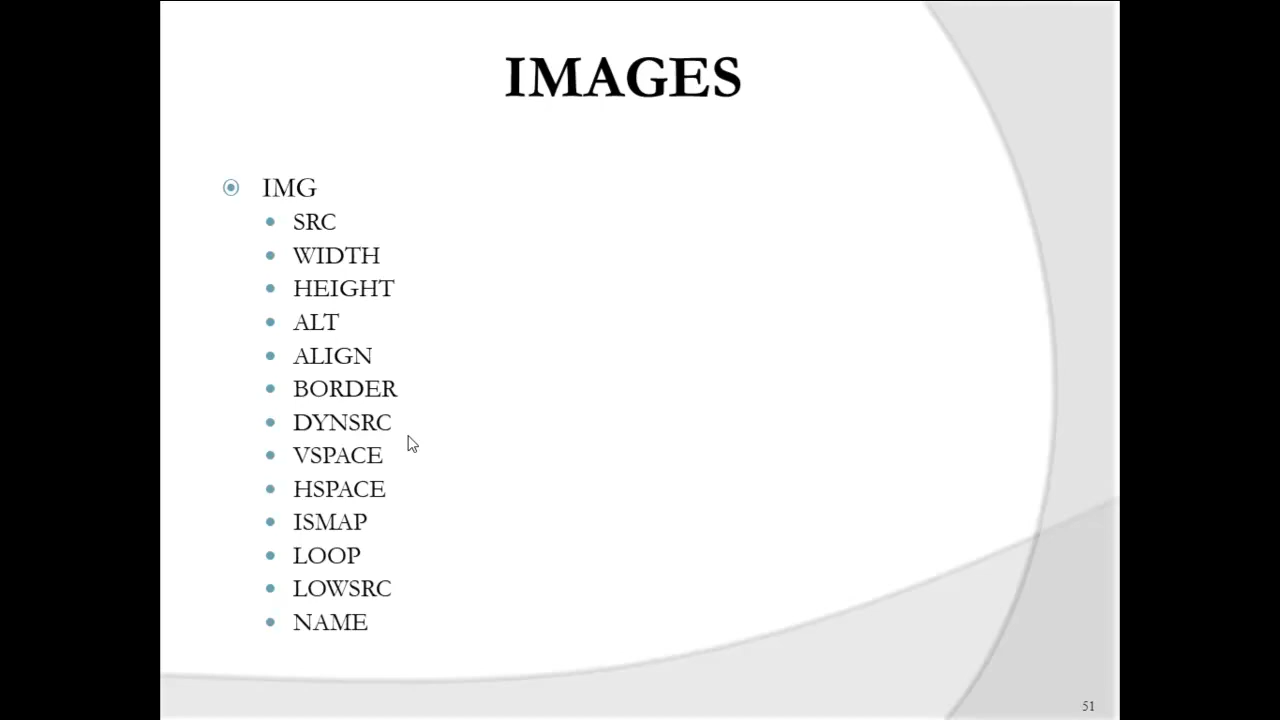 IMAGES
IMG
SRC
WIDTH
HEIGHT
ALT
ALIGN
BORDER
DYNSRC
VSPACE
HSPACE
ISMAP
LOOP
LOWSRC
NAME
51